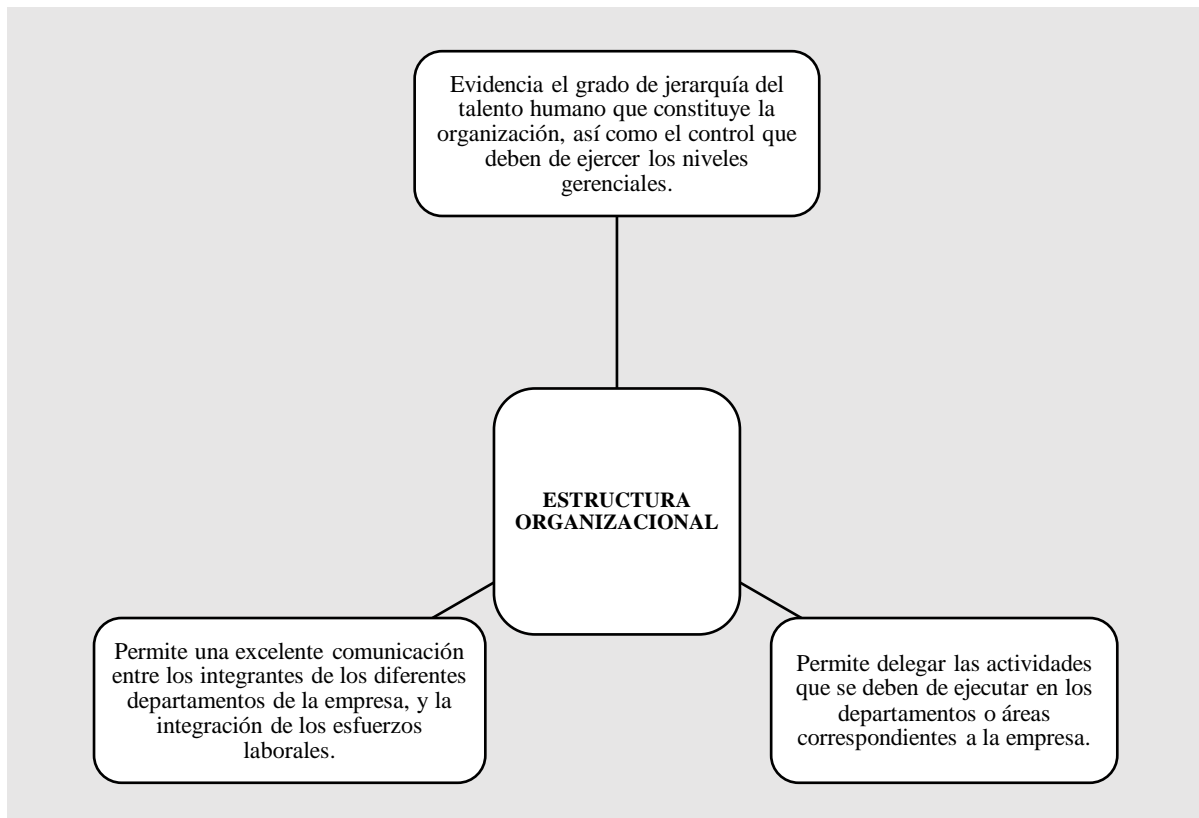 Evidencia el grado de jerarquía del
talento humano que constituye la
organización, así como el control que
deben de ejercer los niveles
gerenciales.
ESTRUCTURA
ORGANIZACIONAL
Permite una excelente comunicación
entre los integrantes de los diferentes
departamentos de la empresa, y la
integración de los esfuerzos
laborales.
Permite delegar las actividades
que se deben de ejecutar en los
departamentos o áreas
correspondientes a la empresa.